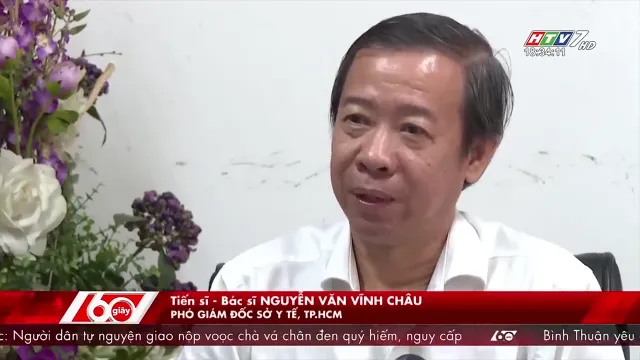 HTV7 HD
18:34:11
Tiến sĩ - Bác sĩ NGUYỄN VĂN VĨNH CHÂU
60 giây
PHÓ GIÁM ĐỐC SỞ Y TẾ, TP.HCM
c: Người dân tự nguyện giao nộp voọc chà vá chân đen quý hiếm, nguy cấp
60 giây
Bình Thuận yêu